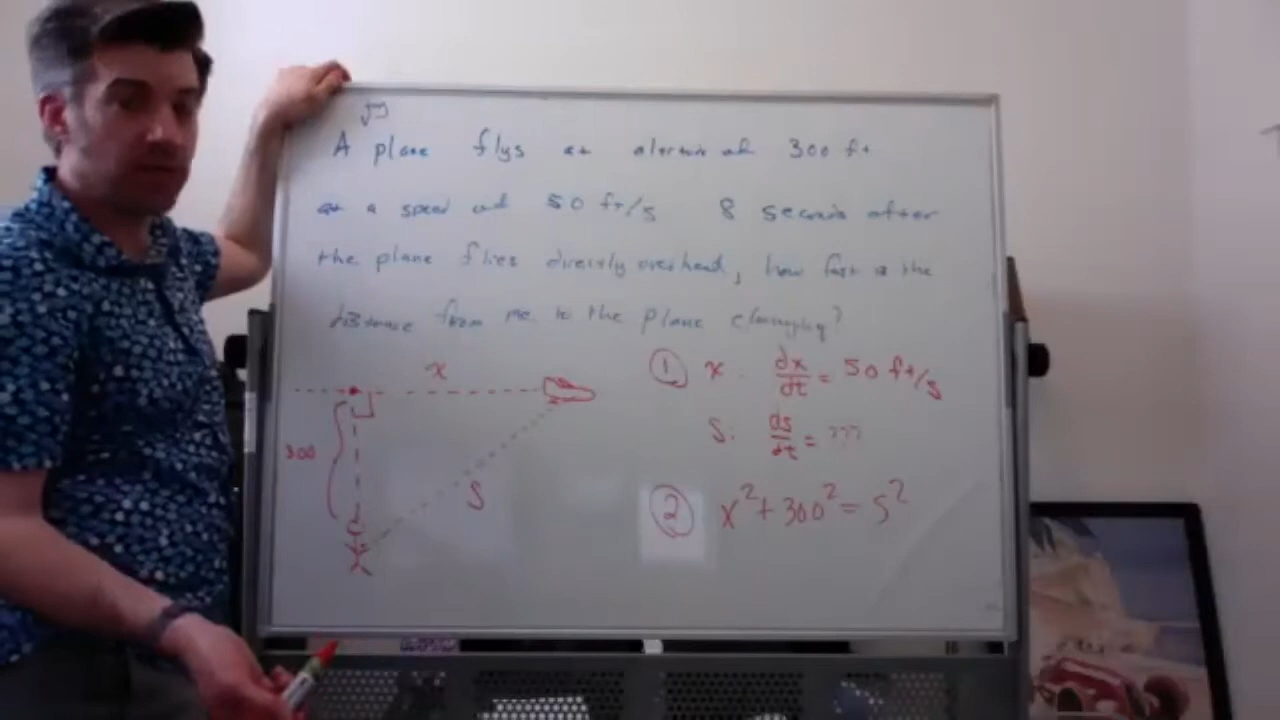 A plane flys at altitude of 300 ft
at a speed of 50 ft/s 8 seconds after
the plane flies directly overhead, how fast is the
distance from me to the plane changing?
x
① x: dx/dt = 50 ft/s
300
S: ds/dt = ???
S
② x²+300²=S²